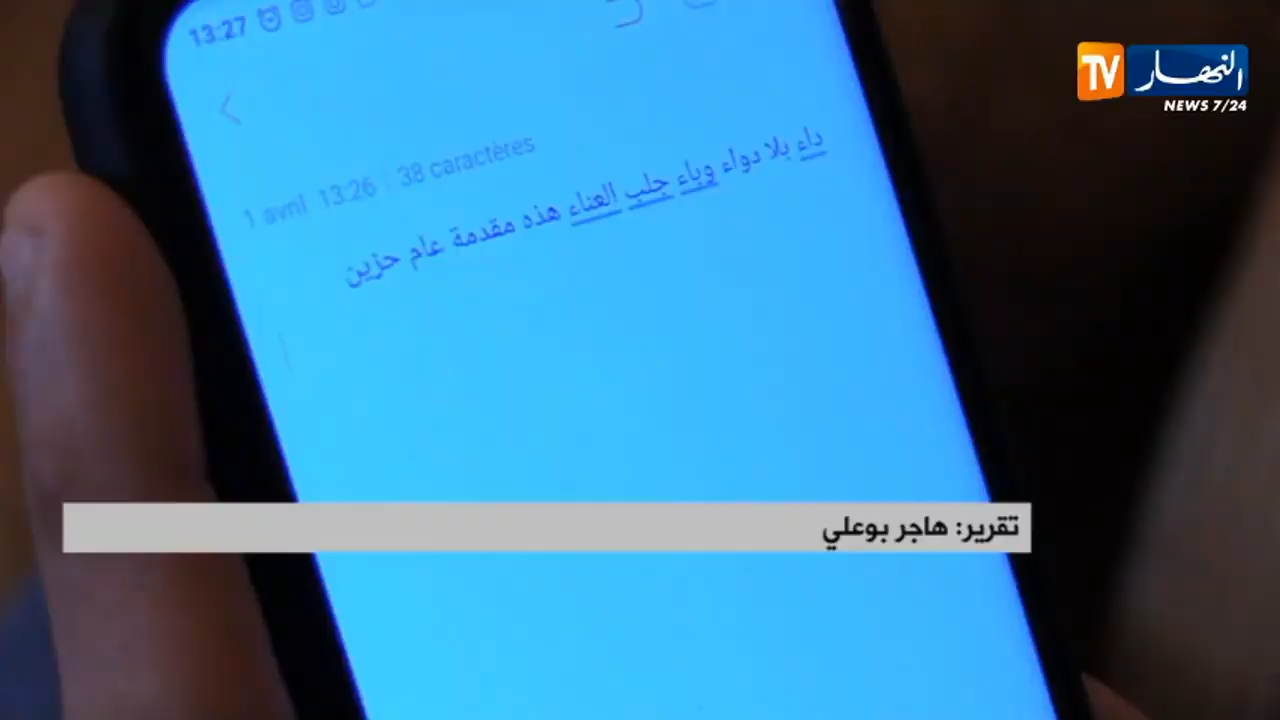 13:27
النهار TV
NEWS 7/24
1 avril 13:26 | 38 caractères
داء بلا دواء وباء جلب العناء هذه مقدمة عام حزين
تقرير: هاجر بوعلي